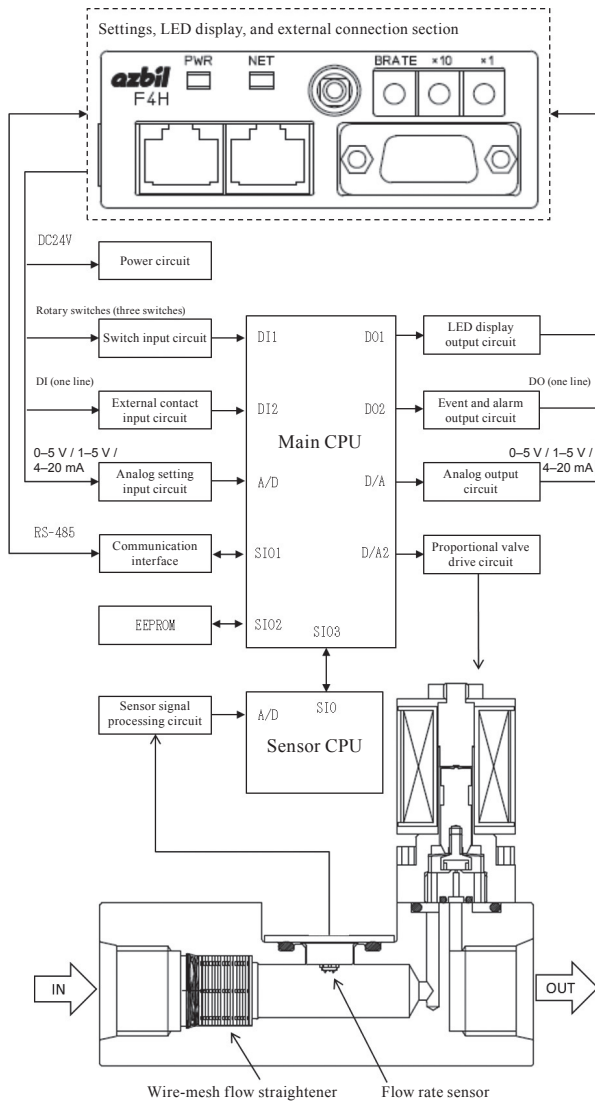 Settings, LED display, and external connection section
azbil
F4H
PWR
NET
BRATE
×10
×1
DC24V
Power circuit
Rotary switches (three switches)
Switch input circuit
DI1
DI (one line)
External contact
input circuit
DI2
0–5 V / 1–5 V /
4–20 mA
Analog setting
input circuit
A/D
RS-485
Communication
interface
SIO1
EEPROM
SIO2
Main CPU
SIO3
DO1
LED display
output circuit
DO2
Event and alarm
output circuit
DO (one line)
D/A
Analog output
circuit
0–5 V / 1–5 V /
4–20 mA
D/A2
Proportional valve
drive circuit
Sensor signal
processing circuit
A/D
SIO
Sensor CPU
IN
OUT
Wire-mesh flow straightener
Flow rate sensor